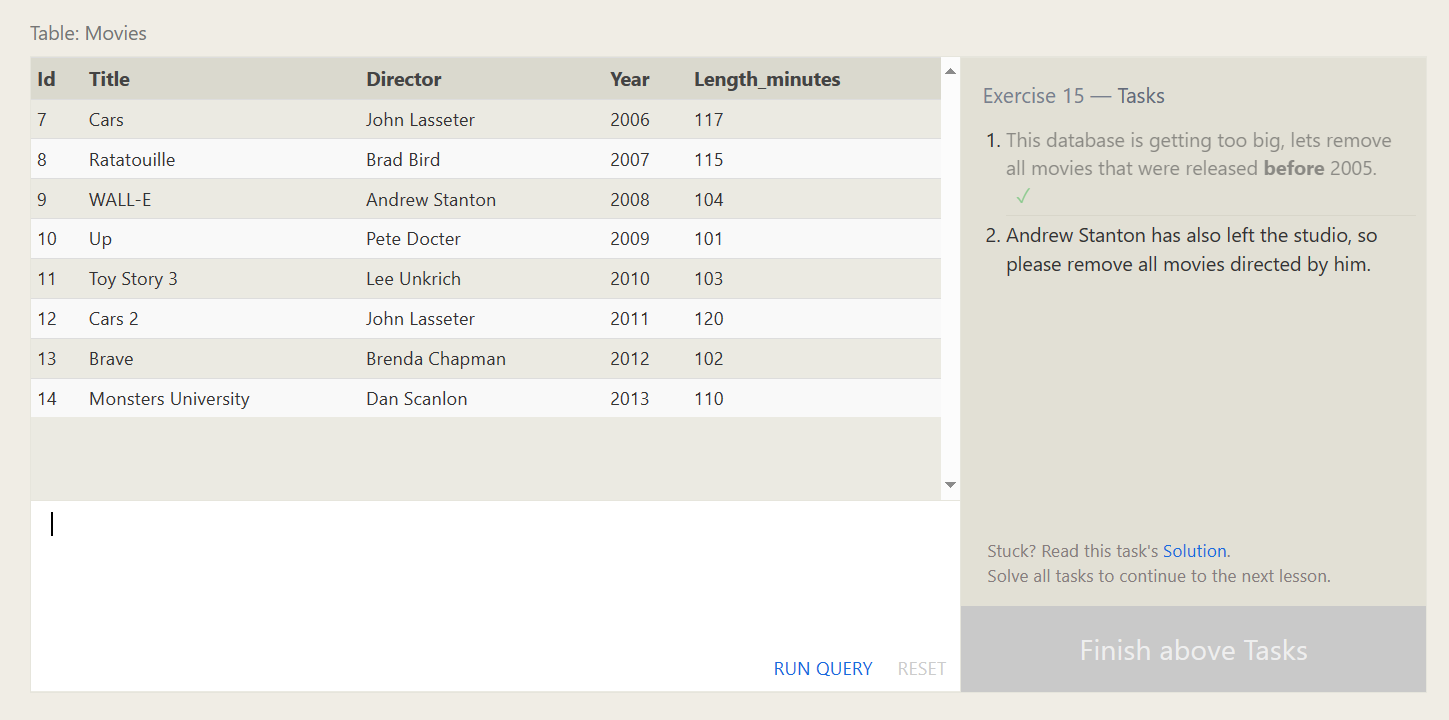 Table: Movies
Id Title Director Year Length_minutes
7 Cars John Lasseter 2006 117
8 Ratatouille Brad Bird 2007 115
9 WALL-E Andrew Stanton 2008 104
10 Up Pete Docter 2009 101
11 Toy Story 3 Lee Unkrich 2010 103
12 Cars 2 John Lasseter 2011 120
13 Brave Brenda Chapman 2012 102
14 Monsters University Dan Scanlon 2013 110
RUN QUERY RESET
Exercise 15 — Tasks
1. This database is getting too big, lets remove
all movies that were released before 2005.
✓
2. Andrew Stanton has also left the studio, so
please remove all movies directed by him.
Stuck? Read this task's Solution.
Solve all tasks to continue to the next lesson.
Finish above Tasks